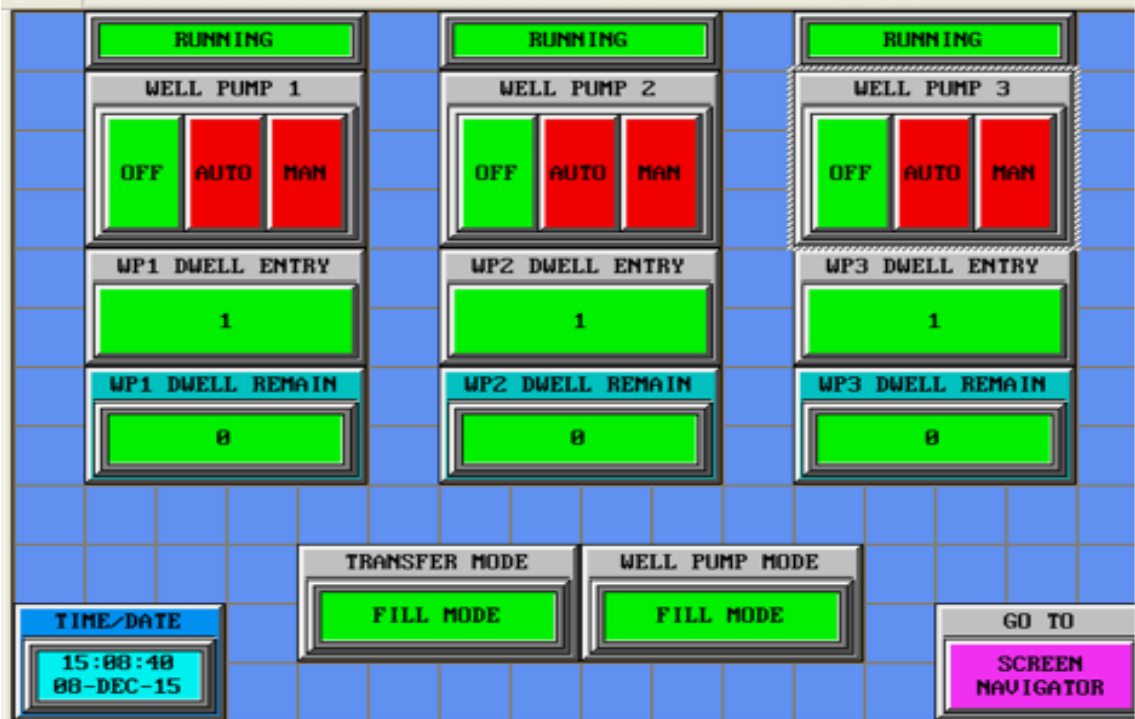 RUNNING RUNNING RUNNING
WELL PUMP 1 WELL PUMP 2 WELL PUMP 3
OFF AUTO MAN OFF AUTO MAN OFF AUTO MAN
WP1 DWELL ENTRY WP2 DWELL ENTRY WP3 DWELL ENTRY
1 1 1
WP1 DWELL REMAIN WP2 DWELL REMAIN WP3 DWELL REMAIN
0 0 0
TRANSFER MODE WELL PUMP MODE
FILL MODE FILL MODE
TIME/DATE GO TO
15:08:40 SCREEN
08-DEC-15 NAVIGATOR